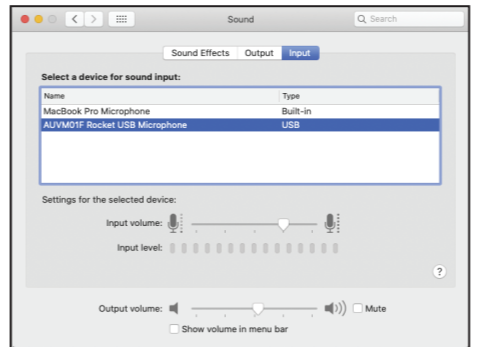 Sound
Search
Sound Effects Output Input
Select a device for sound input:
Name Type
MacBook Pro Microphone Built-in
AUVM01F Rocket USB Microphone USB
Settings for the selected device:
Input volume:
Input level:
?
Output volume: Mute
Show volume in menu bar